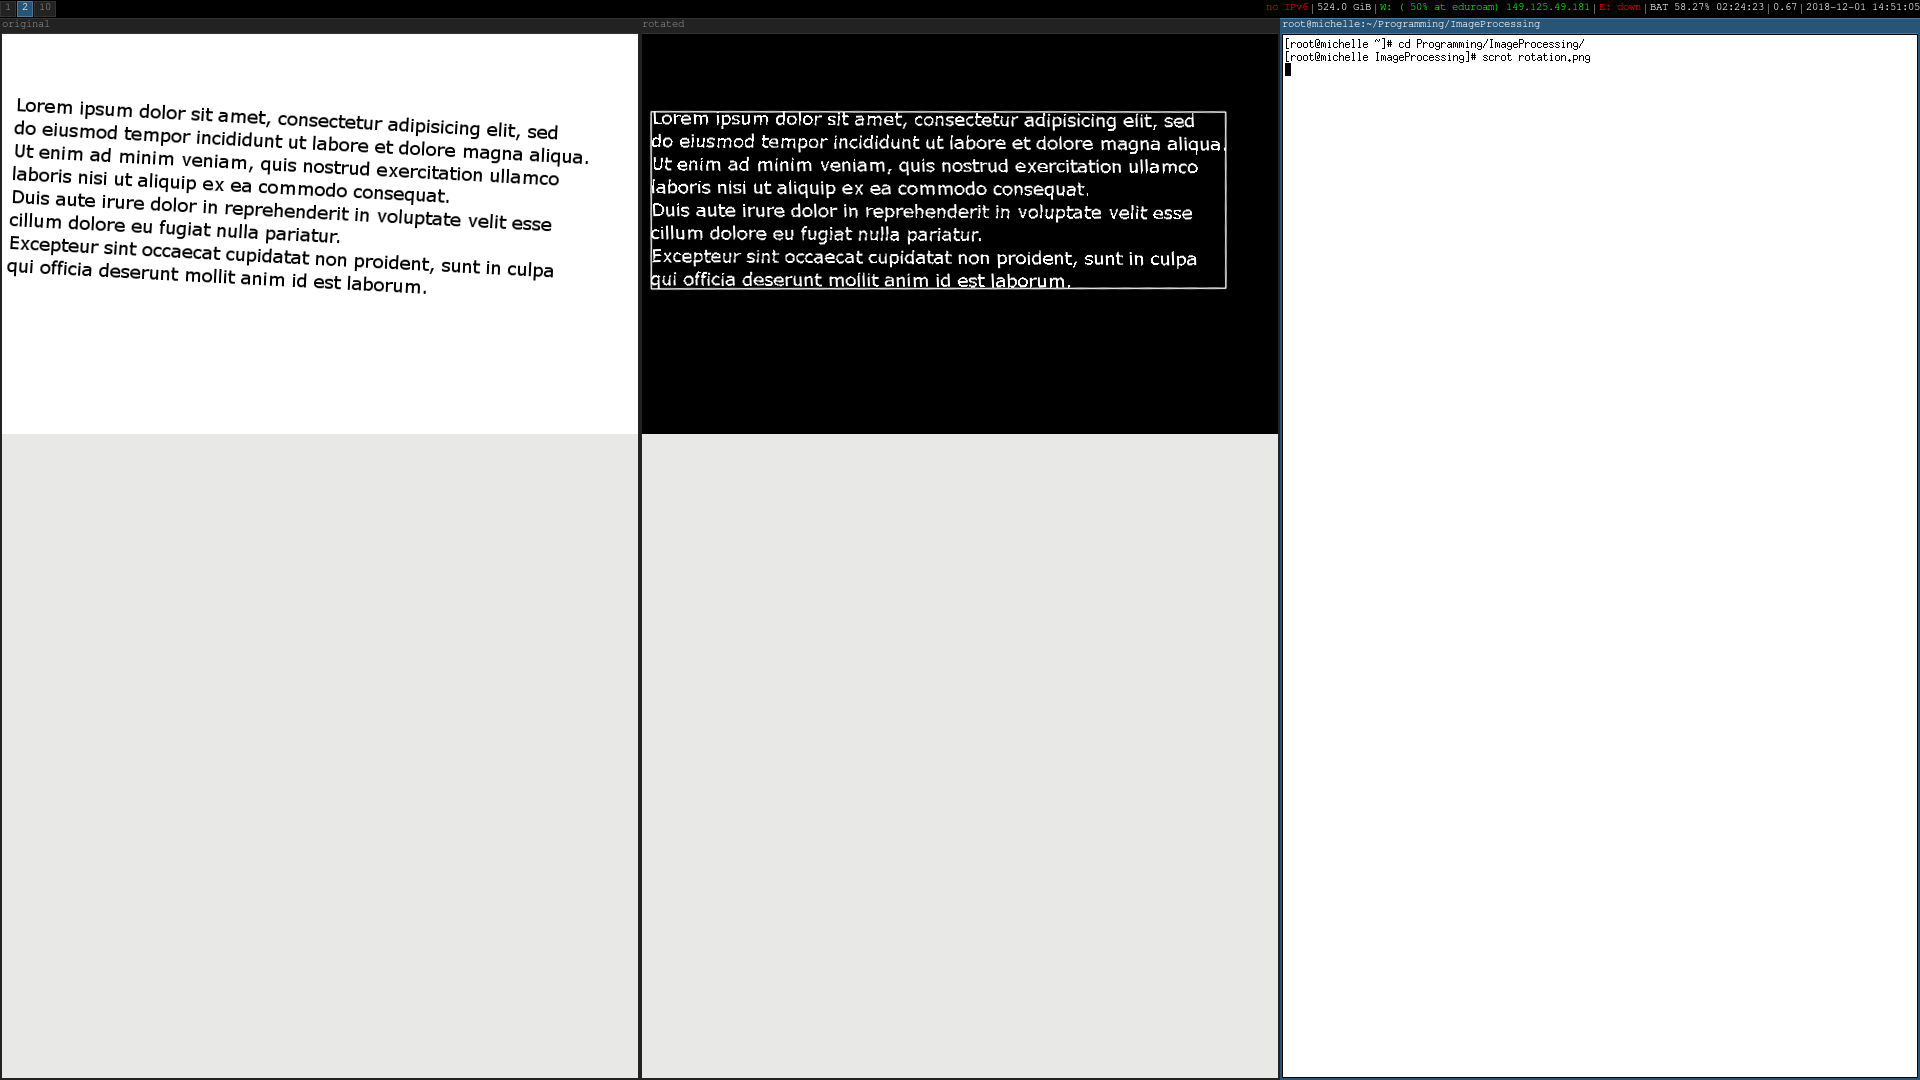 1 2 10
no IPv6|524.0 GiB|W: ( 50% at eduroam) 149.125.49.181|E: down|BAT 58.27% 02:24:23|0.67|2018-12-01 14:51:05
original
Lorem ipsum dolor sit amet, consectetur adipisicing elit, sed
do eiusmod tempor incididunt ut labore et dolore magna aliqua.
Ut enim ad minim veniam, quis nostrud exercitation ullamco
laboris nisi ut aliquip ex ea commodo consequat.
Duis aute irure dolor in reprehenderit in voluptate velit esse
cillum dolore eu fugiat nulla pariatur.
Excepteur sint occaecat cupidatat non proident, sunt in culpa
qui officia deserunt mollit anim id est laborum.
rotated
Lorem ipsum dolor sit amet, consectetur adipisicing elit, sed
do eiusmod tempor incididunt ut labore et dolore magna aliqua.
Ut enim ad minim veniam, quis nostrud exercitation ullamco
laboris nisi ut aliquip ex ea commodo consequat.
Duis aute irure dolor in reprehenderit in voluptate velit esse
cillum dolore eu fugiat nulla pariatur.
Excepteur sint occaecat cupidatat non proident, sunt in culpa
qui officia deserunt mollit anim id est laborum.
root@michelle:~/Programming/ImageProcessing
[root@michelle ~]# cd Programming/ImageProcessing/
[root@michelle ImageProcessing]# scrot rotation.png